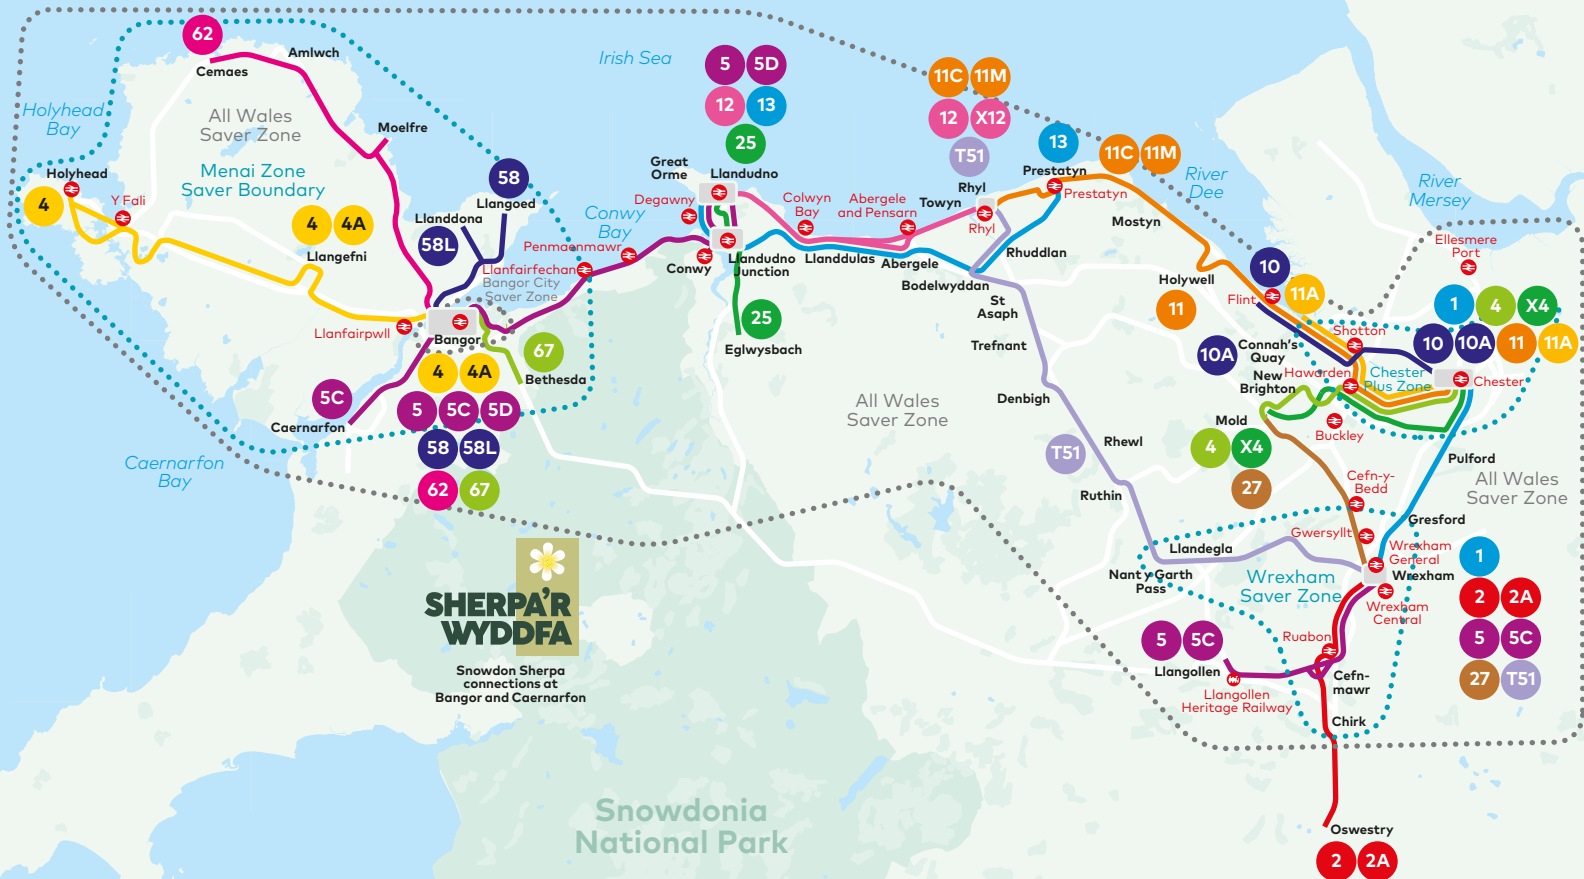 62
Cemaes
Amlwch
Holyhead
Bay
All Wales
Saver Zone
Moelfre
Menai Zone
Saver Boundary
Holyhead
4
Y Fali
4
4A
Llangefni
58
Llangoed
Llanddona
58L
Llanfairfechan
Bangor City
Saver Zone
Penmaenmawr
Conwy
Bay
Llanfairpwll
Bangor
67
Bethesda
4
4A
5C
5
5C
5D
Caernarfon
58
58L
62
67
Caernarfon
Bay
Irish Sea
5
5D
12
13
25
Great
Orme
Llandudno
Degawny
Conwy
Llandudno
Junction
25
Eglwysbach
Colwyn
Bay
Llanddulas
Abergele
and Pensarn
Abergele
11C
11M
12
X12
T51
Rhyl
Towyn
Rhyl
13
Prestatyn
Prestatyn
11C
11M
Mostyn
River
Dee
River
Mersey
Rhuddlan
Bodelwyddan
St
Asaph
Trefnant
Denbigh
T51
Rhewl
Ruthin
All Wales
Saver Zone
Holywell
11
10
Flint
11A
Ellesmere
Port
1
4
X4
Shotton
10
10A
11
11A
10A
Connah's
Quay
New
Brighton
Hawarden
Chester
Plus Zone
Chester
Mold
4
X4
27
Buckley
Pulford
All Wales
Saver Zone
Cefn-y-
Bedd
Gresford
Gwersyllt
Llandegla
Nant y Garth
Pass
Wrexham
General
Wrexham
Wrexham
Saver Zone
Wrexham
Central
1
2
2A
5
5C
27
T51
Ruabon
5
5C
Llangollen
Llangollen
Heritage Railway
Cefn-
mawr
Chirk
Oswestry
2
2A
SHERPA'R
WYDDFA
Snowdon Sherpa
connections at
Bangor and Caernarfon
Snowdonia
National Park